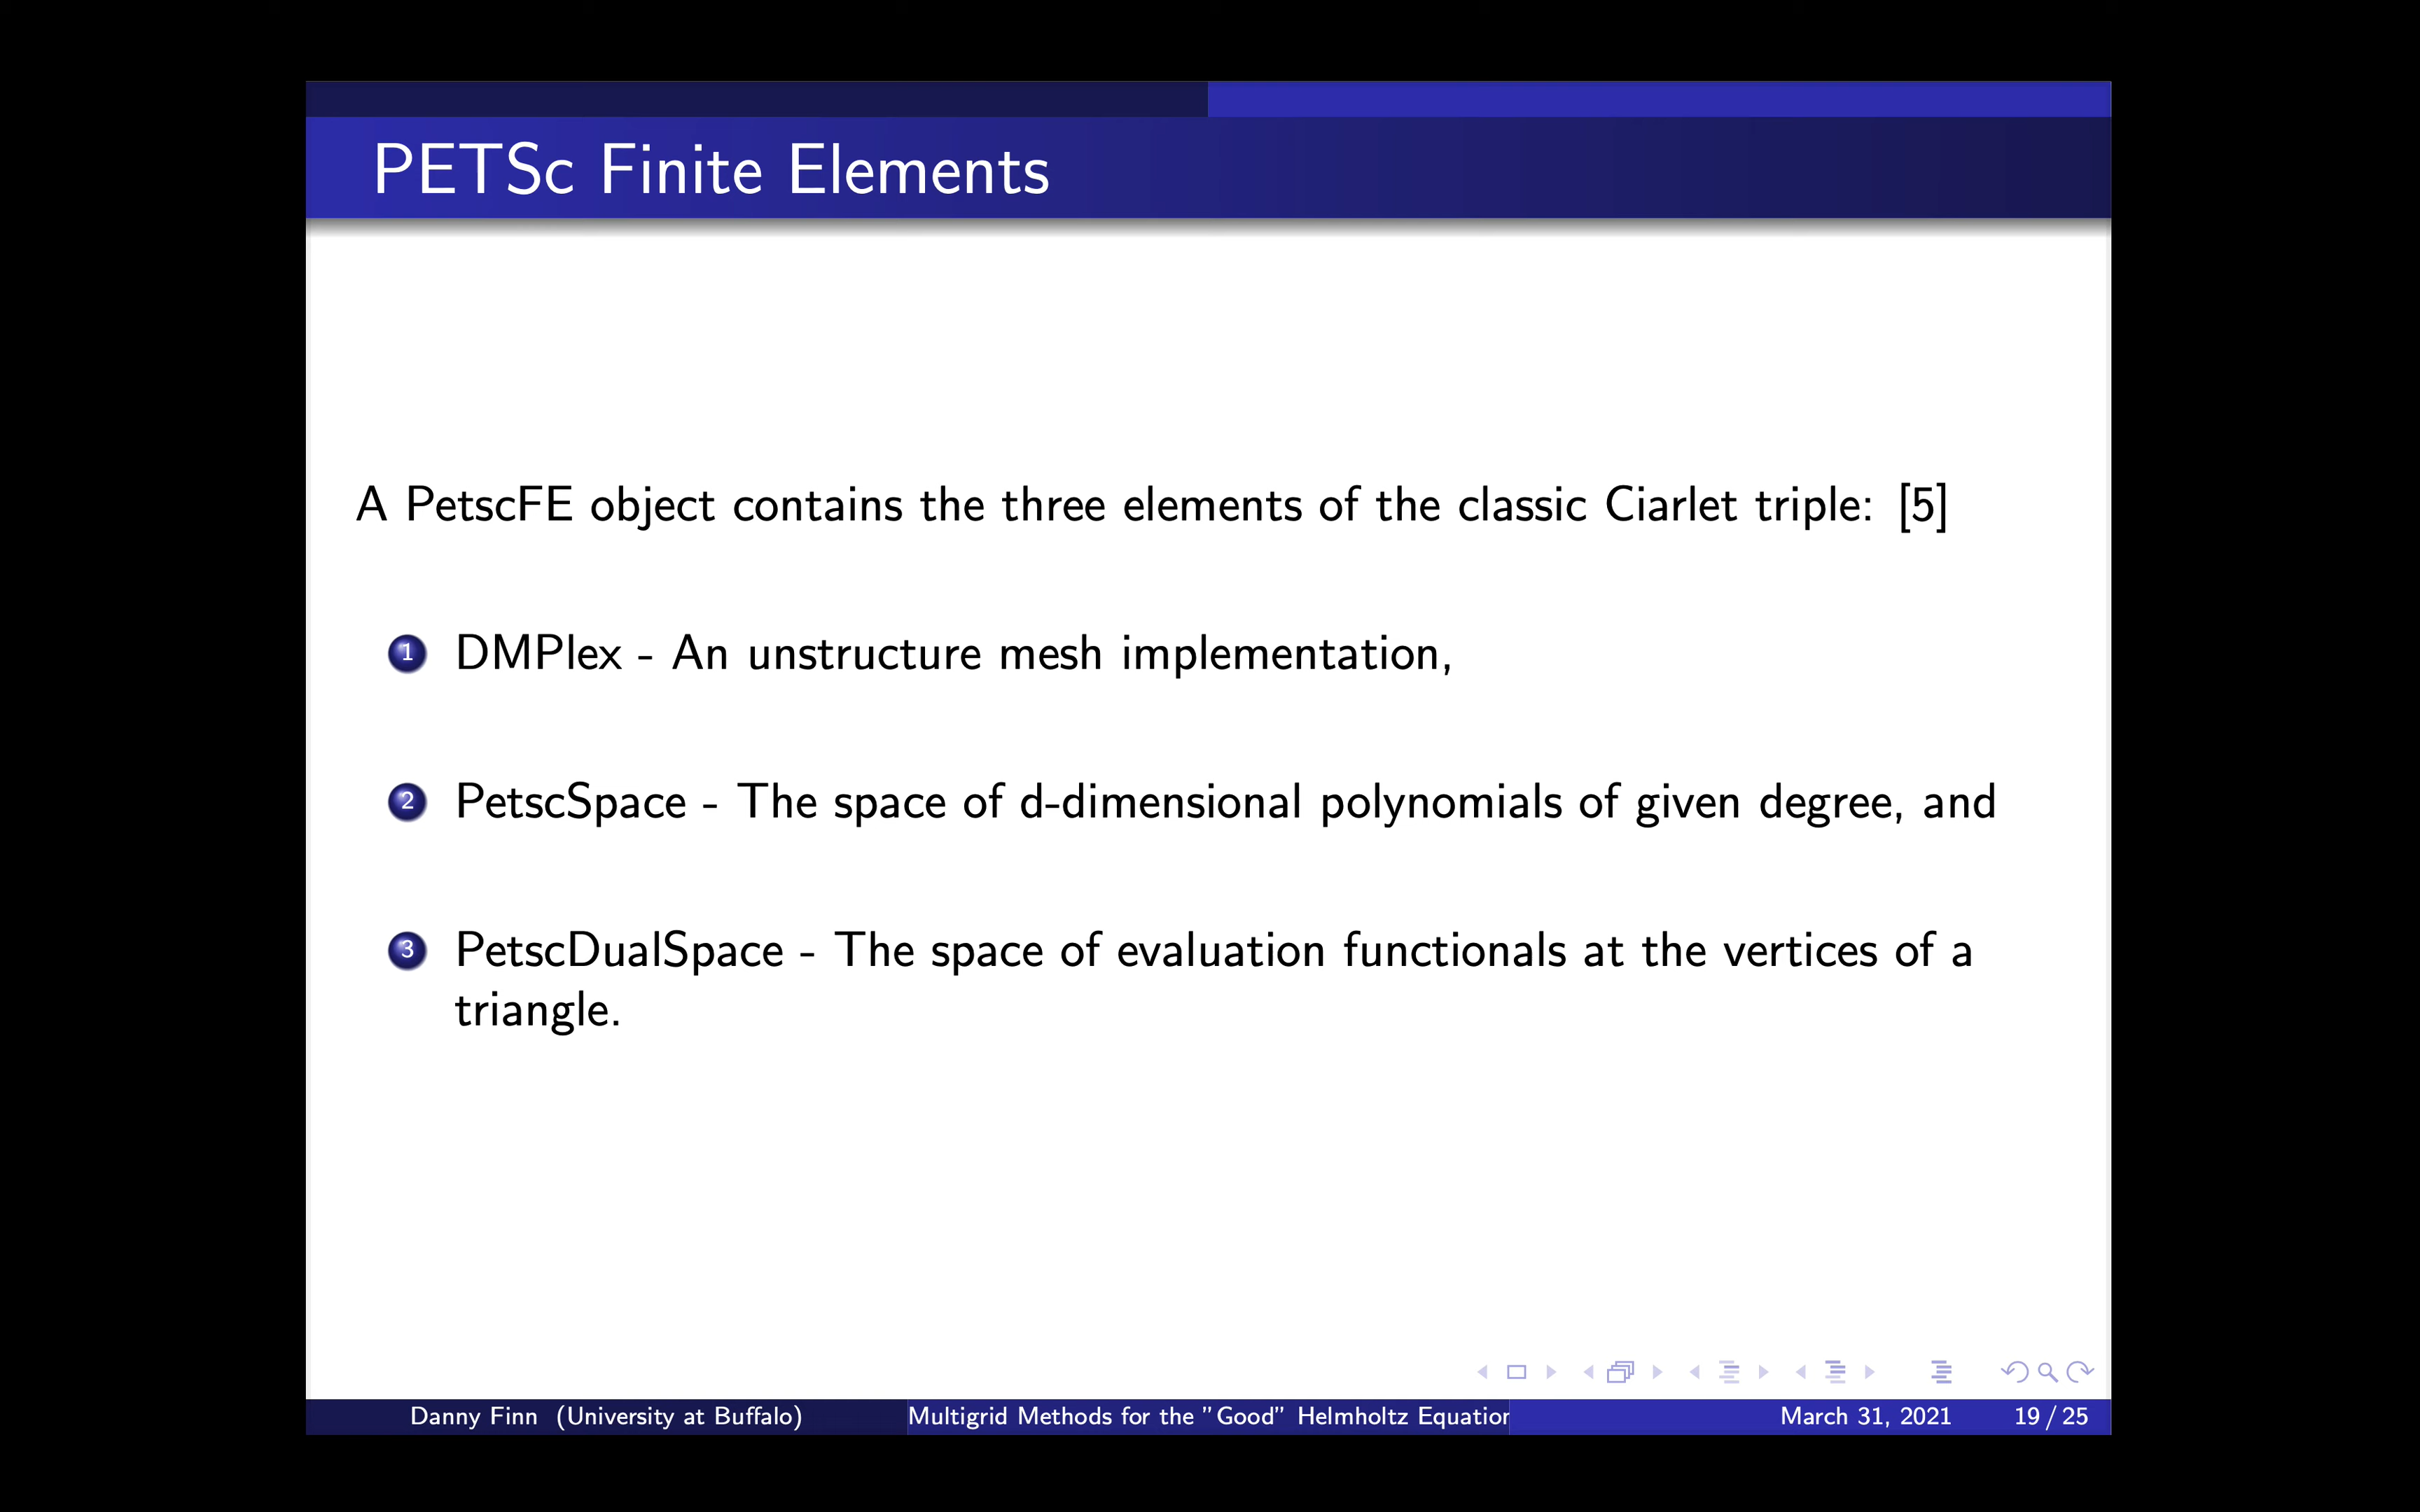 PETSc Finite Elements
A PetscFE object contains the three elements of the classic Ciarlet triple: [5]
1 DMPlex - An unstructure mesh implementation,
2 PetscSpace - The space of d-dimensional polynomials of given degree, and
3 PetscDualSpace - The space of evaluation functionals at the vertices of a
triangle.
Danny Finn (University at Buffalo) Multigrid Methods for the "Good" Helmholtz Equation March 31, 2021 19 / 25